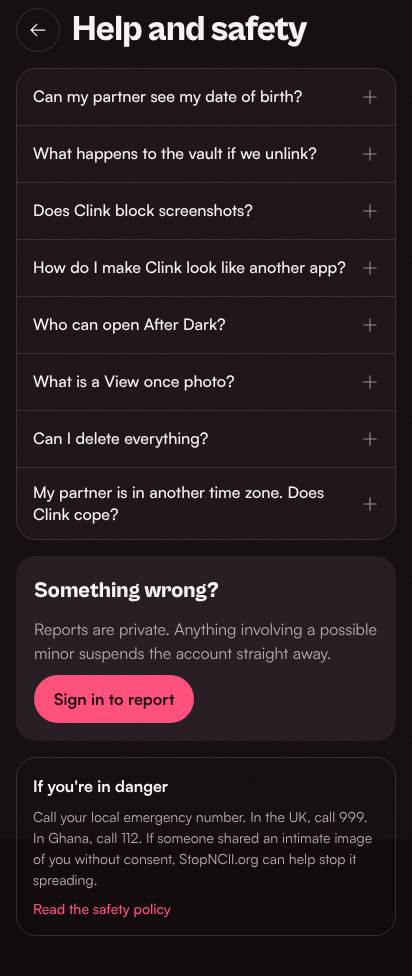 Help and safety
Can my partner see my date of birth?
What happens to the vault if we unlink?
Does Clink block screenshots?
How do I make Clink look like another app?
Who can open After Dark?
What is a View once photo?
Can I delete everything?
My partner is in another time zone. Does
Clink cope?
Something wrong?
Reports are private. Anything involving a possible
minor suspends the account straight away.
Sign in to report
If you're in danger
Call your local emergency number. In the UK, call 999.
In Ghana, call 112. If someone shared an intimate image
of you without consent, StopNCII.org can help stop it
spreading.
Read the safety policy